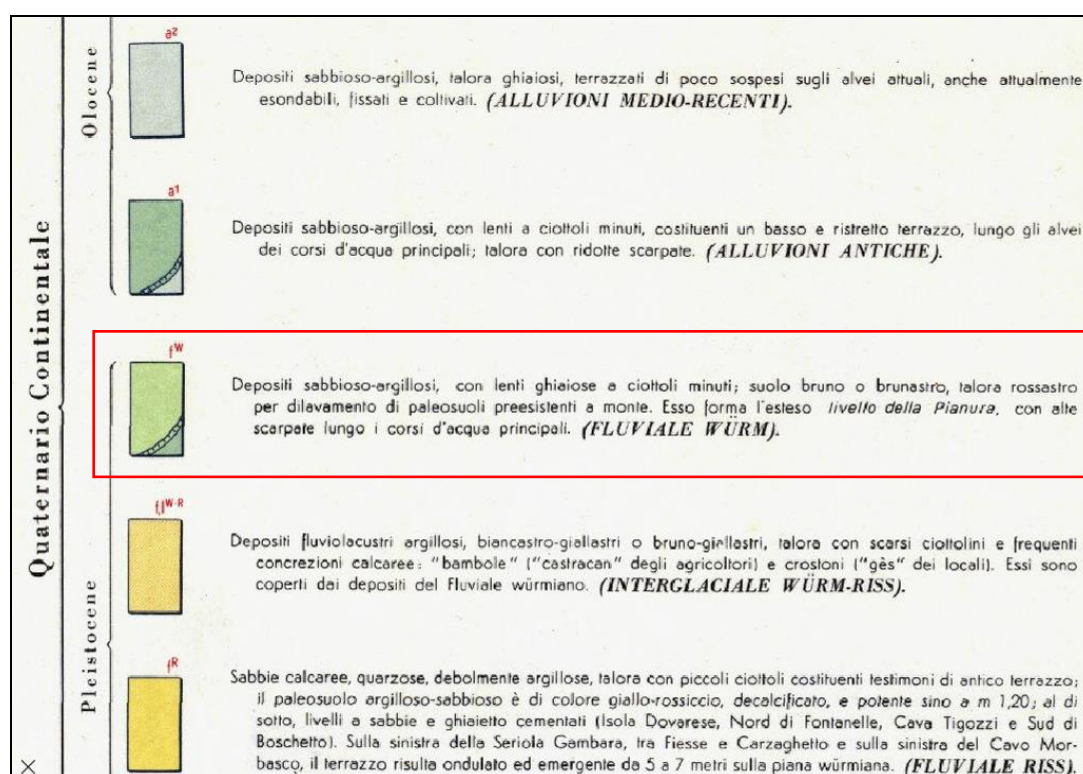 Quaternario Continentale
Olocene
a2
Depositi sabbioso-argillosi, talora ghiaiosi, terrazzati di poco sospesi sugli alvei attuali, anche attualmente
esondabili, fissati e coltivati. (ALLUVIONI MEDIO-RECENTI).
a1
Depositi sabbioso-argillosi, con lenti a ciottoli minuti, costituenti un basso e ristretto terrazzo, lungo gli alvei
dei corsi d'acqua principali; talora con ridotte scarpate. (ALLUVIONI ANTICHE).
Pleistocene
fW
Depositi sabbioso-argillosi, con lenti ghiaiose a ciottoli minuti; suolo bruno o brunastro, talora rossastro
per dilavamento di paleosuoli preesistenti a monte. Esso forma l'esteso livello della Pianura, con alte
scarpate lungo i corsi d'acqua principali. (FLUVIALE WÜRM).
f,lW-R
Depositi fluviolacustri argillosi, biancastro-giallastri o bruno-giallastri, talora con scarsi ciottolini e frequenti
concrezioni calcaree: "bambole" ("castracan" degli agricoltori) e crostoni ("gès" dei locali). Essi sono
coperti dai depositi del Fluviale würmiano. (INTERGLACIALE WÜRM-RISS).
fR
Sabbie calcaree, quarzose, debolmente argillose, talora con piccoli ciottoli costituenti testimoni di antico terrazzo;
il paleosuolo argilloso-sabbioso è di colore giallo-rossiccio, decalcificato, e potente sino a m 1,20; al di
sotto, livelli a sabbie e ghiaietto cementati (Isola Dovarese, Nord di Fontanelle, Cava Tigozzi e Sud di
Boschetto). Sulla sinistra della Seriola Gambara, tra Fiesse e Carzaghetto e sulla sinistra del Cavo Mor-
basco, il terrazzo risulta ondulato ed emergente da 5 a 7 metri sulla piana würmiana. (FLUVIALE RISS).